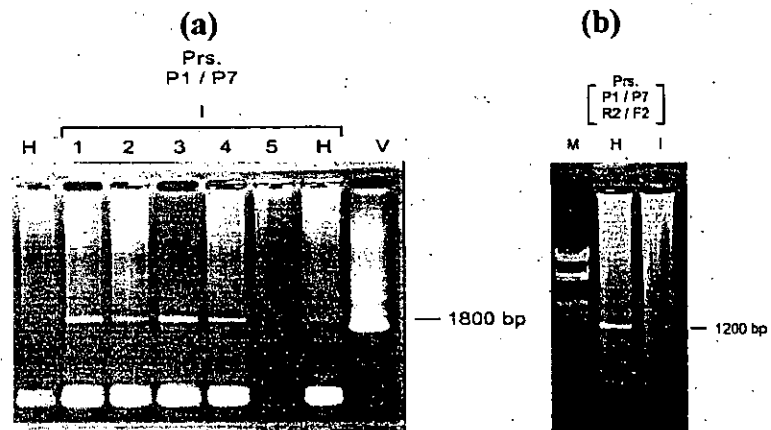 (a)
Prs.
P1 / P7
I
H 1 2 3 4 5 H V
1800 bp
(b)
Prs.
P1 / P7
R2 / F2
M H I
1200 bp